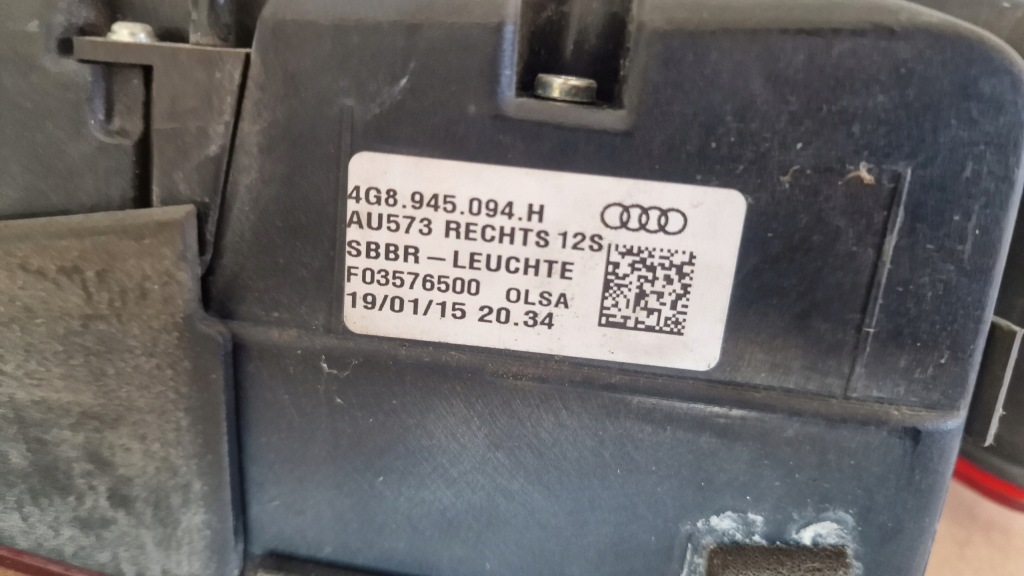 4G8.945.094.H
AU573 RECHTS 12S
SBBR – LEUCHTE
F03576500 OLSA
19/01/15 20.34